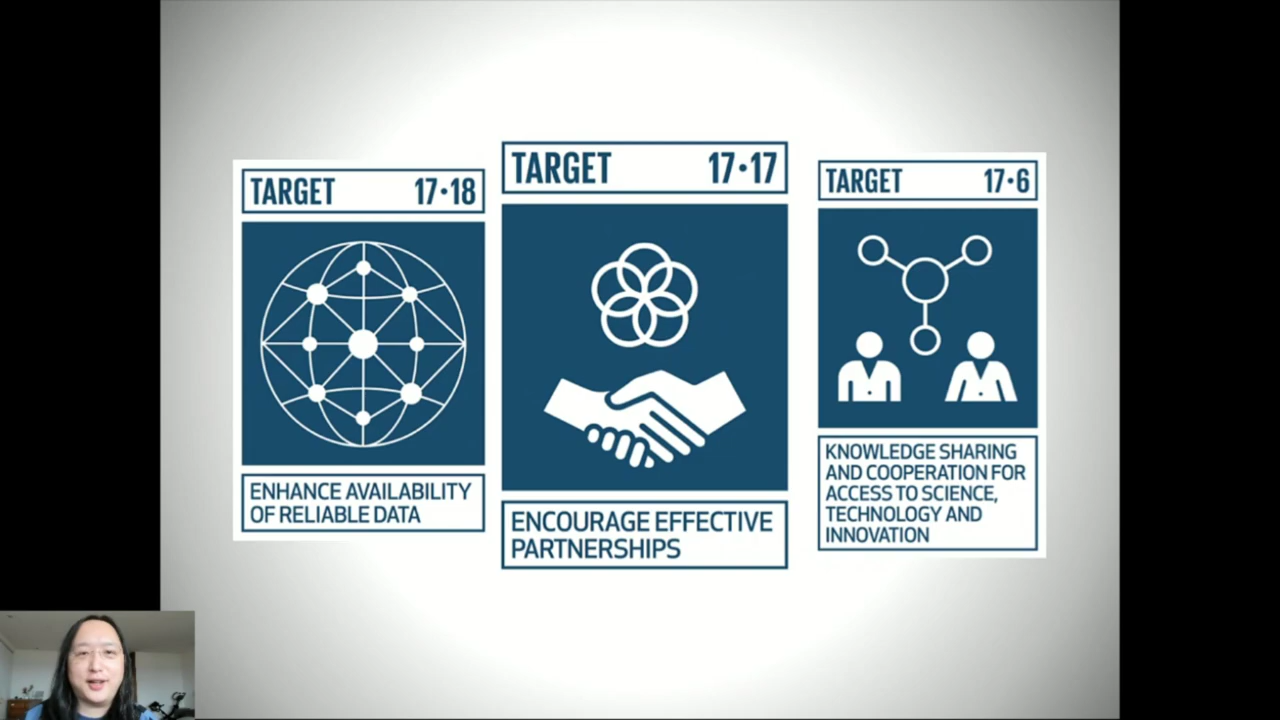 TARGET 17•18
ENHANCE AVAILABILITY
OF RELIABLE DATA
TARGET 17•17
ENCOURAGE EFFECTIVE
PARTNERSHIPS
TARGET 17•6
KNOWLEDGE SHARING
AND COOPERATION FOR
ACCESS TO SCIENCE,
TECHNOLOGY AND
INNOVATION